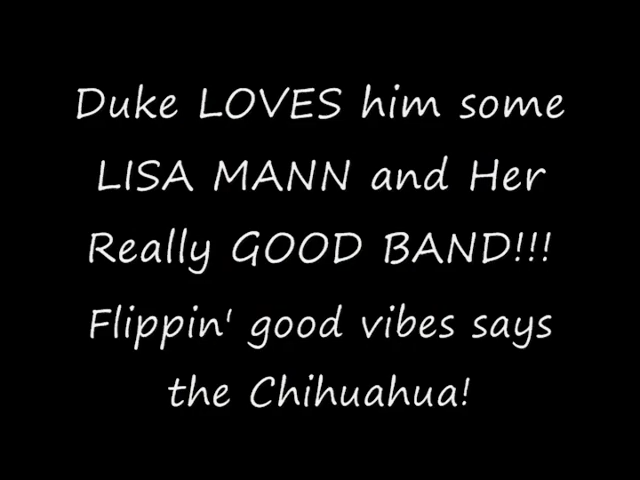 Duke LOVES him some
LISA MANN and Her
Really GOOD BAND!!!
Flippin' good vibes says
the Chihuahua!